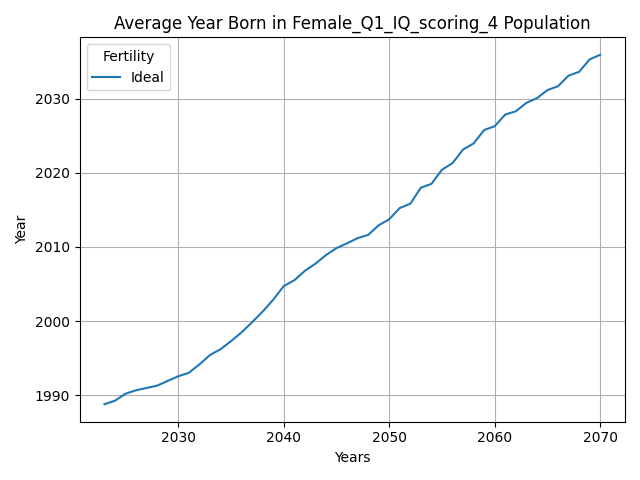 Average Year Born in Female_Q1_IQ_scoring_4 Population
Fertility
Ideal
Year
2030
2020
2010
2000
1990
2030 2040 2050 2060 2070
Years